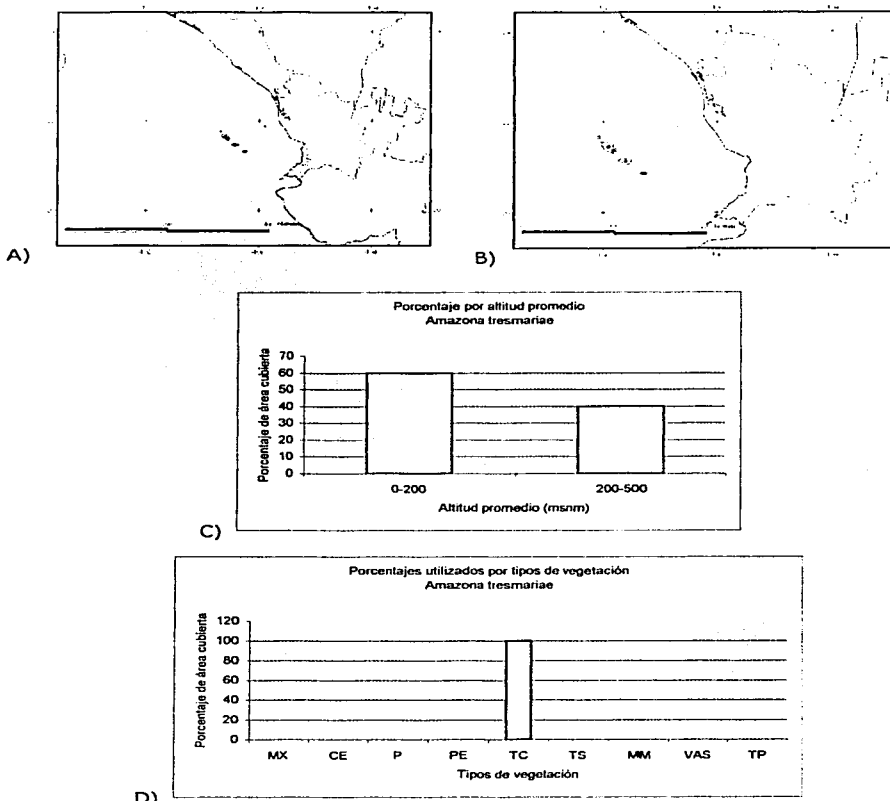 A)
B)
Porcentaje por altitud promedio
Amazona tresmariae
Porcentaje de área cubierta
70
60
50
40
30
20
10
0
0-200
200-500
Altitud promedio (msnm)
C)
Porcentajes utilizados por tipos de vegetación
Amazona tresmariae
Porcentaje de área cubierta
120
100
80
60
40
20
0
MX CE P PE TC TS MM VAS TP
Tipos de vegetación
D)